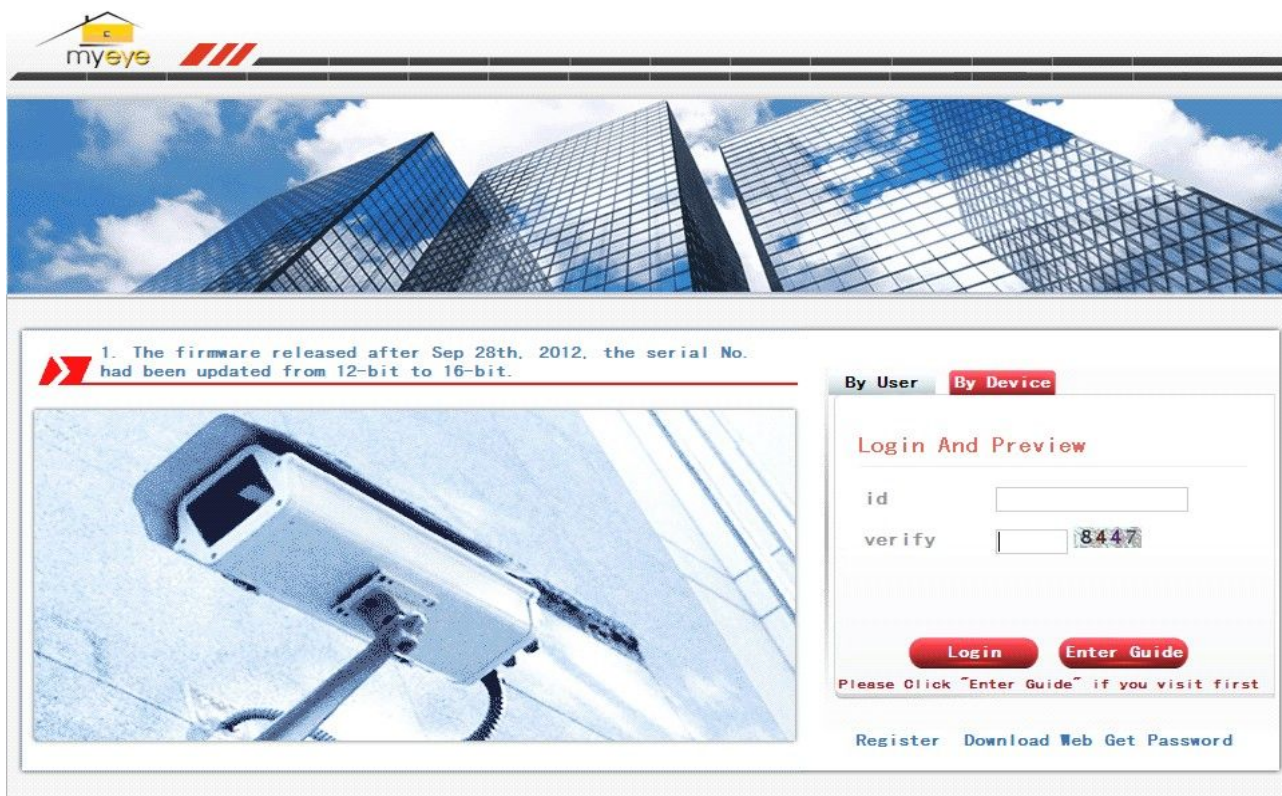 myeye
1. The firmware released after Sep 28th, 2012, the serial No.
had been updated from 12-bit to 16-bit.
By User By Device
Login And Preview
id
verify 8447
Login Enter Guide
Please Click "Enter Guide" if you visit first
Register Download Web Get Password